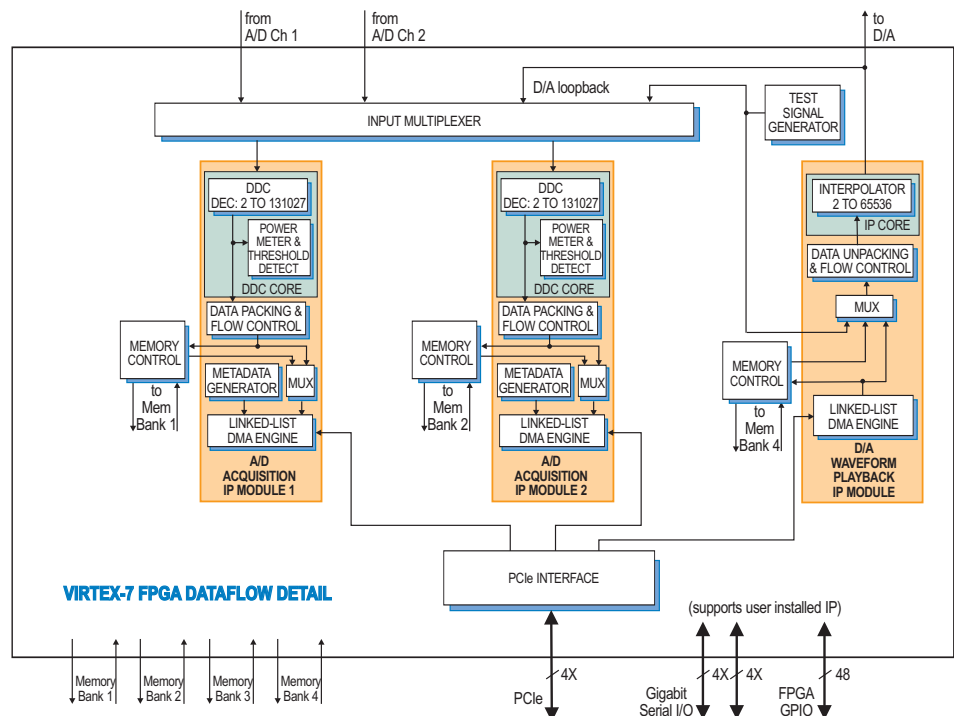 from
A/D Ch 1
from
A/D Ch 2
to
D/A
D/A loopback
INPUT MULTIPLEXER
TEST
SIGNAL
GENERATOR
DDC
DEC: 2 TO 131027
POWER
METER &
THRESHOLD
DETECT
DDC CORE
DATA PACKING &
FLOW CONTROL
MEMORY
CONTROL
METADATA
GENERATOR
MUX
to
Mem
Bank 1
LINKED-LIST
DMA ENGINE
A/D
ACQUISITION
IP MODULE 1
DDC
DEC: 2 TO 131027
POWER
METER &
THRESHOLD
DETECT
DDC CORE
DATA PACKING &
FLOW CONTROL
MEMORY
CONTROL
METADATA
GENERATOR
MUX
to
Mem
Bank 2
LINKED-LIST
DMA ENGINE
A/D
ACQUISITION
IP MODULE 2
INTERPOLATOR
2 TO 65536
IP CORE
DATA UNPACKING
& FLOW CONTROL
MUX
MEMORY
CONTROL
to
Mem
Bank 4
LINKED-LIST
DMA ENGINE
D/A
WAVEFORM
PLAYBACK
IP MODULE
PCIe INTERFACE
VIRTEX-7 FPGA DATAFLOW DETAIL
(supports user installed IP)
Memory
Bank 1
Memory
Bank 2
Memory
Bank 3
Memory
Bank 4
4X
PCIe
4X
4X
Gigabit
Serial I/O
48
FPGA
GPIO